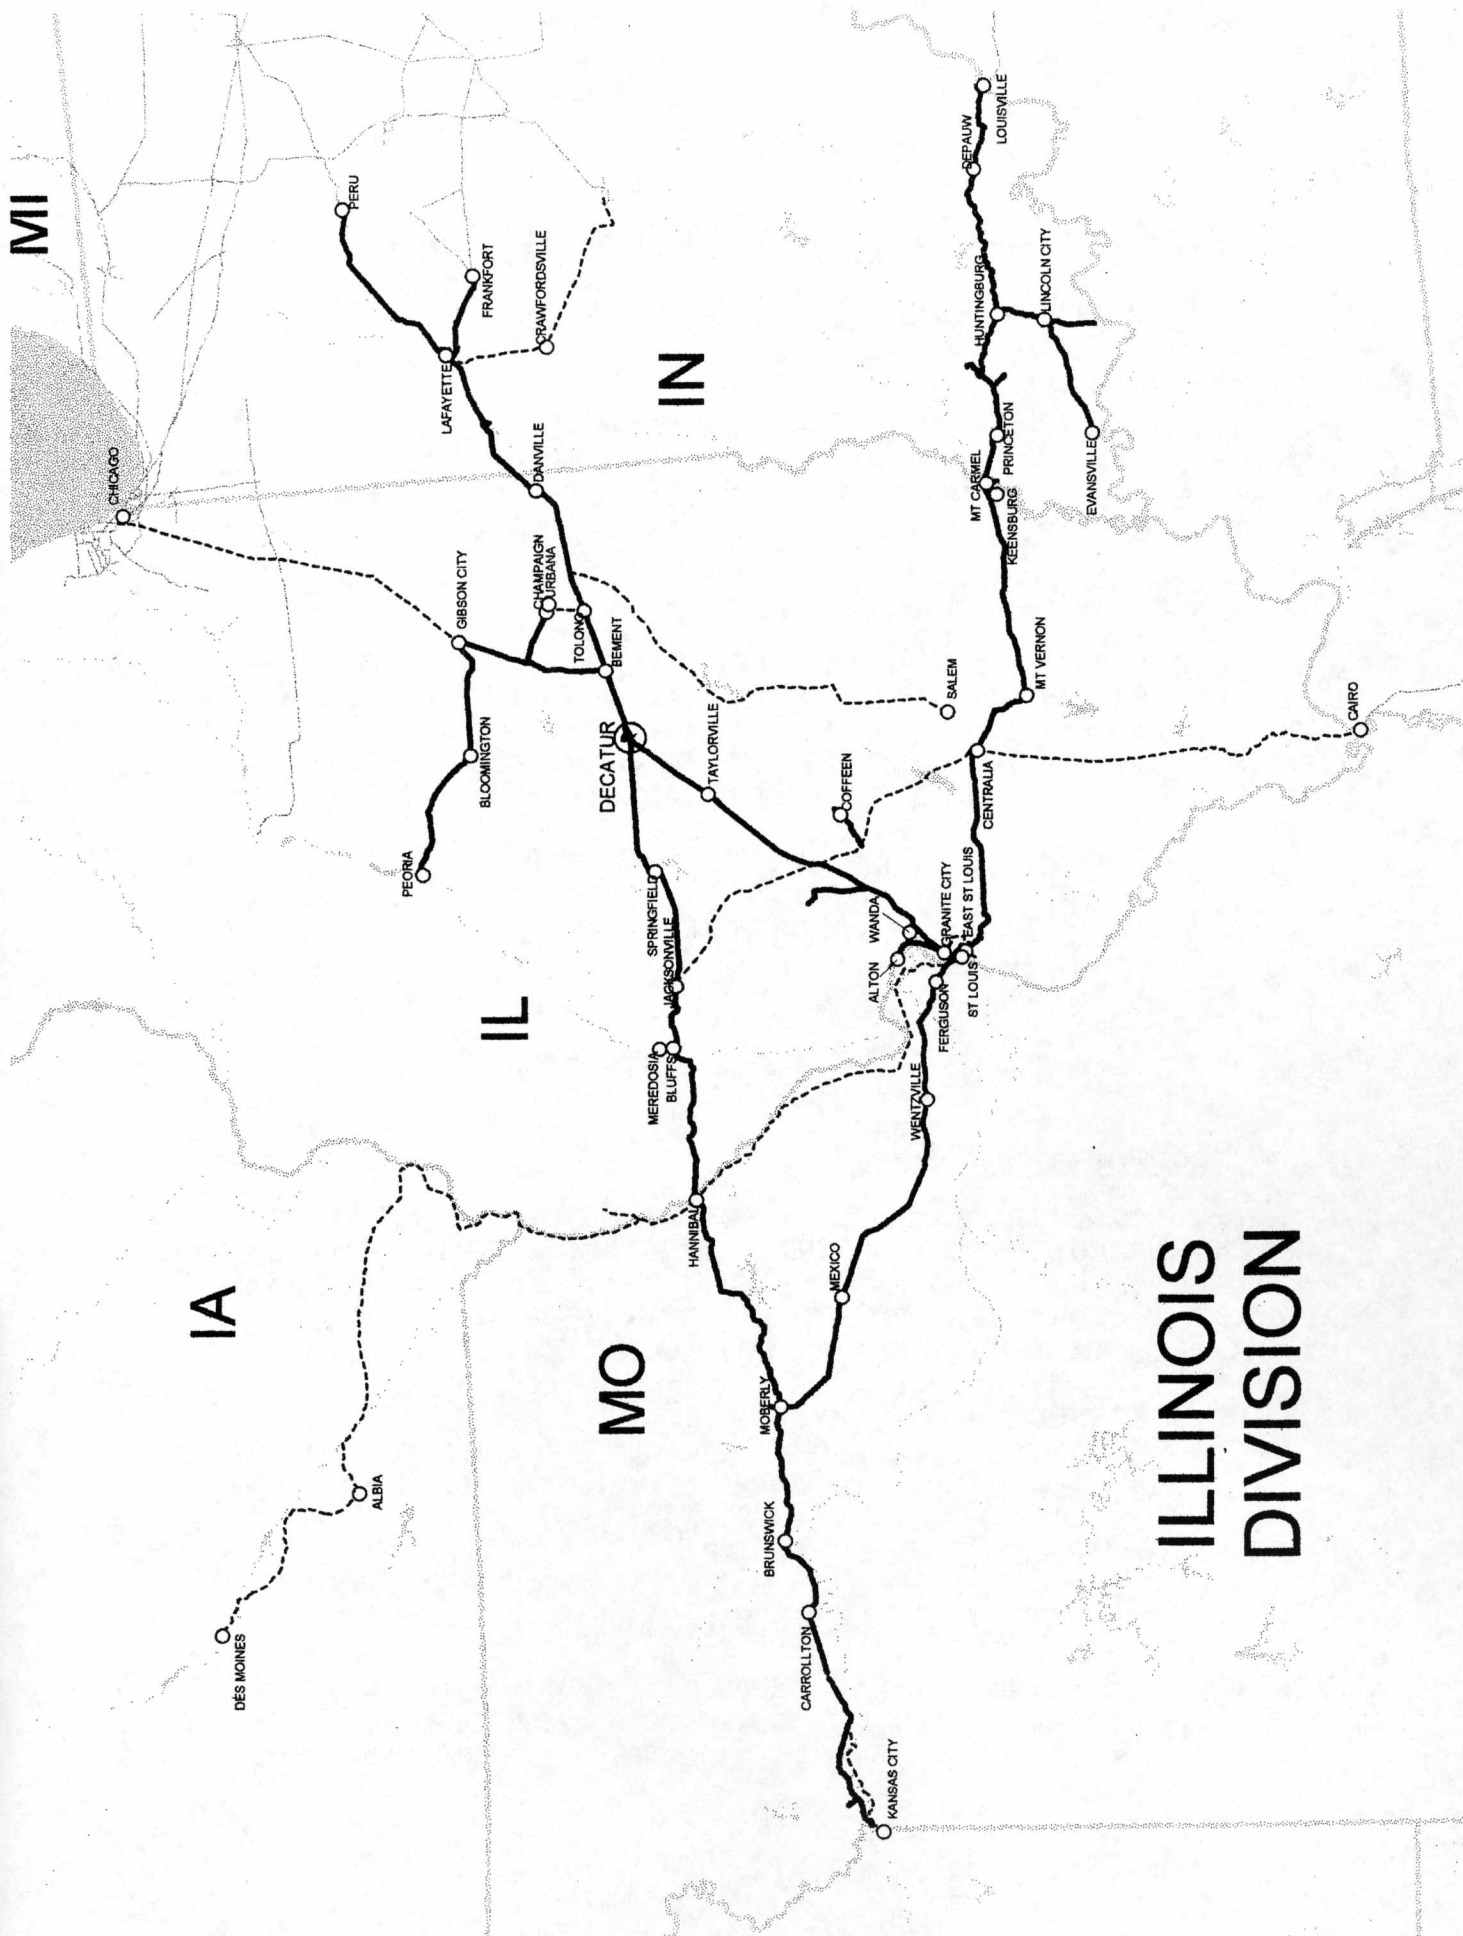 MI
CHICAGO
PERU
LAFAYETTE
FRANKFORT
CRAWFORDSVILLE
DANVILLE
GIBSON CITY
CHAMPAIGN
URBANA
TOLONO
BEMENT
BLOOMINGTON
PEORIA
DECATUR
TAYLORVILLE
IN
SPRINGFIELD
JACKSONVILLE
MEREDOSIA
BLUFFS
IL
IA
DES MOINES
ALBIA
HANNIBAL
MO
MOBERLY
MEXICO
BRUNSWICK
CARROLLTON
KANSAS CITY
WENTZVILLE
FERGUSON
ST LOUIS
ALTON
WANDA
GRANITE CITY
EAST ST LOUIS
COFFEEN
SALEM
CENTRALIA
MT VERNON
CAIRO
KEENSBURG
MT CARMEL
PRINCETON
EVANSVILLE
HUNTINGBURG
LINCOLN CITY
DEPAUW
LOUISVILLE
ILLINOIS
DIVISION